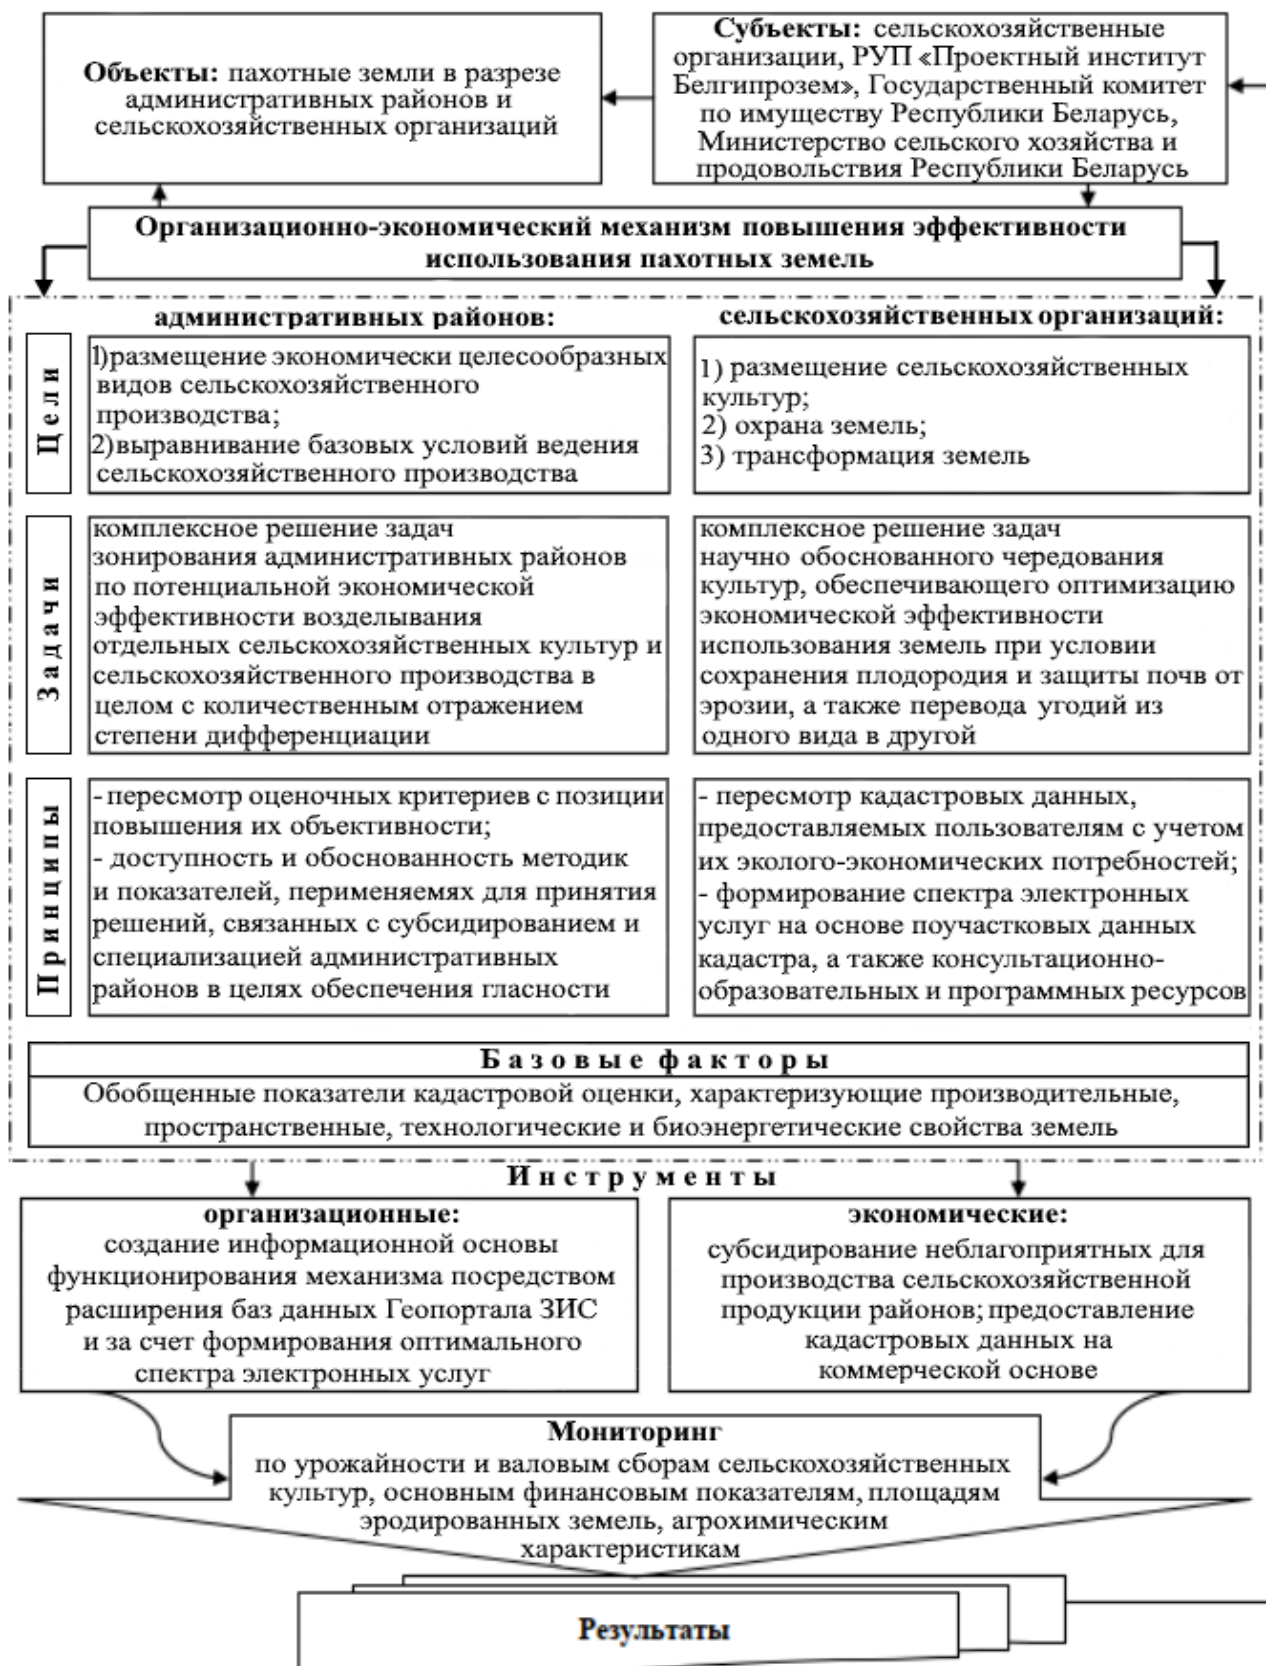 Объекты: пахотные земли в разрезе
административных районов и
сельскохозяйственных организаций
Субъекты: сельскохозяйственные
организации, РУП «Проектный институт
Белгипрозем», Государственный комитет
по имуществу Республики Беларусь,
Министерство сельского хозяйства и
продовольствия Республики Беларусь
Организационно-экономический механизм повышения эффективности
использования пахотных земель
административных районов:
сельскохозяйственных организаций:
Цели
1)размещение экономически целесообразных
видов сельскохозяйственного
производства;
2)выравнивание базовых условий ведения
сельскохозяйственного производства
1) размещение сельскохозяйственных
культур;
2) охрана земель;
3) трансформация земель
Задачи
комплексное решение задач
зонирования административных районов
по потенциальной экономической
эффективности возделывания
отдельных сельскохозяйственных культур и
сельскохозяйственного производства в
целом с количественным отражением
степени дифференциации
комплексное решение задач
научно обоснованного чередования
культур, обеспечивающего оптимизацию
экономической эффективности
использования земель при условии
сохранения плодородия и защиты почв от
эрозии, а также перевода угодий из
одного вида в другой
Принципы
- пересмотр оценочных критериев с позиции
повышения их объективности;
- доступность и обоснованность методик
и показателей, перименяемях для принятия
решений, связанных с субсидированием и
специализацией административных
районов в целях обеспечения гласности
- пересмотр кадастровых данных,
предоставляемых пользователям с учетом
их эколого-экономических потребностей;
- формирование спектра электронных
услуг на основе поучастковых данных
кадастра, а также консультационно-
образовательных и программных ресурсов
Базовые факторы
Обобщенные показатели кадастровой оценки, характеризующие производительные,
пространственные, технологические и биоэнергетические свойства земель
Инструменты
организационные:
создание информационной основы
функционирования механизма посредством
расширения баз данных Геопортала ЗИС
и за счет формирования оптимального
спектра электронных услуг
экономические:
субсидирование неблагоприятных для
производства сельскохозяйственной
продукции районов; предоставление
кадастровых данных на
коммерческой основе
Мониторинг
по урожайности и валовым сборам сельскохозяйственных
культур, основным финансовым показателям, площадям
эродированных земель, агрохимическим
характеристикам
Результаты